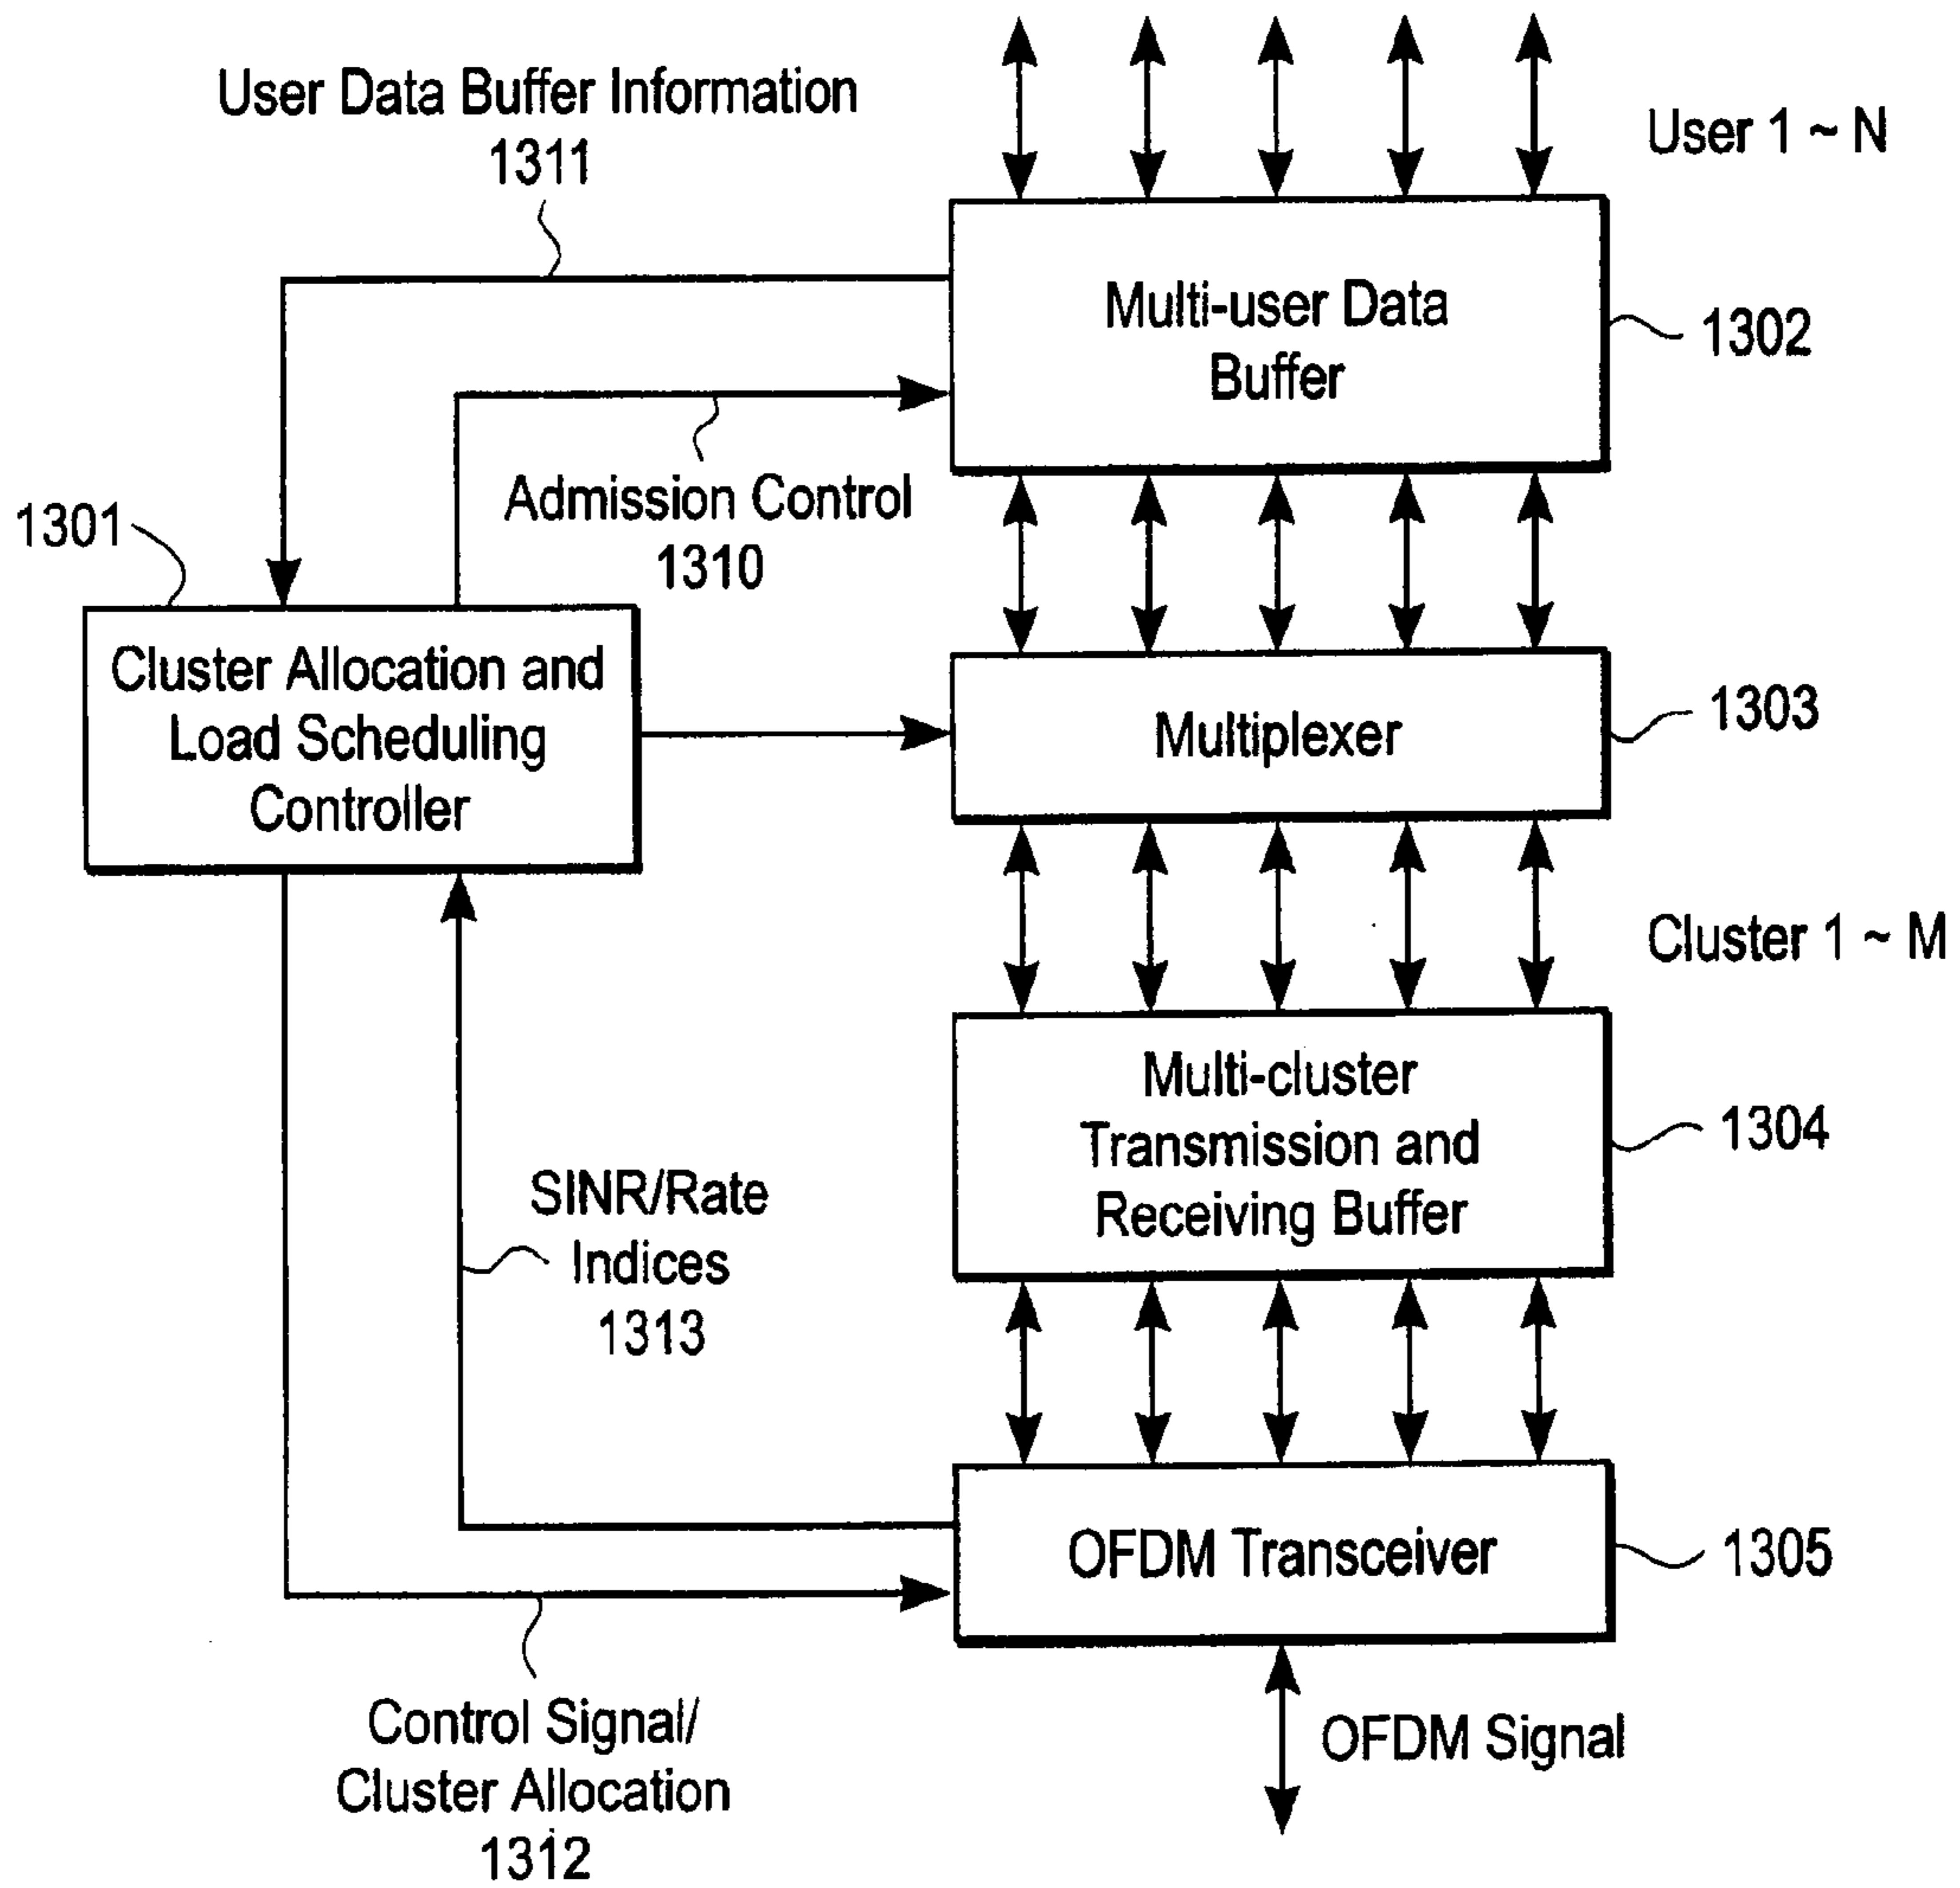 User Data Buffer Information
1311
User 1 ~ N
Multi-user Data
Buffer
1302
Admission Control
1310
1301
Cluster Allocation and
Load Scheduling
Controller
Multiplexer
1303
Cluster 1 ~ M
Multi-cluster
Transmission and
Receiving Buffer
1304
SINR/Rate
Indices
1313
OFDM Transceiver
1305
Control Signal/
Cluster Allocation
1312
OFDM Signal